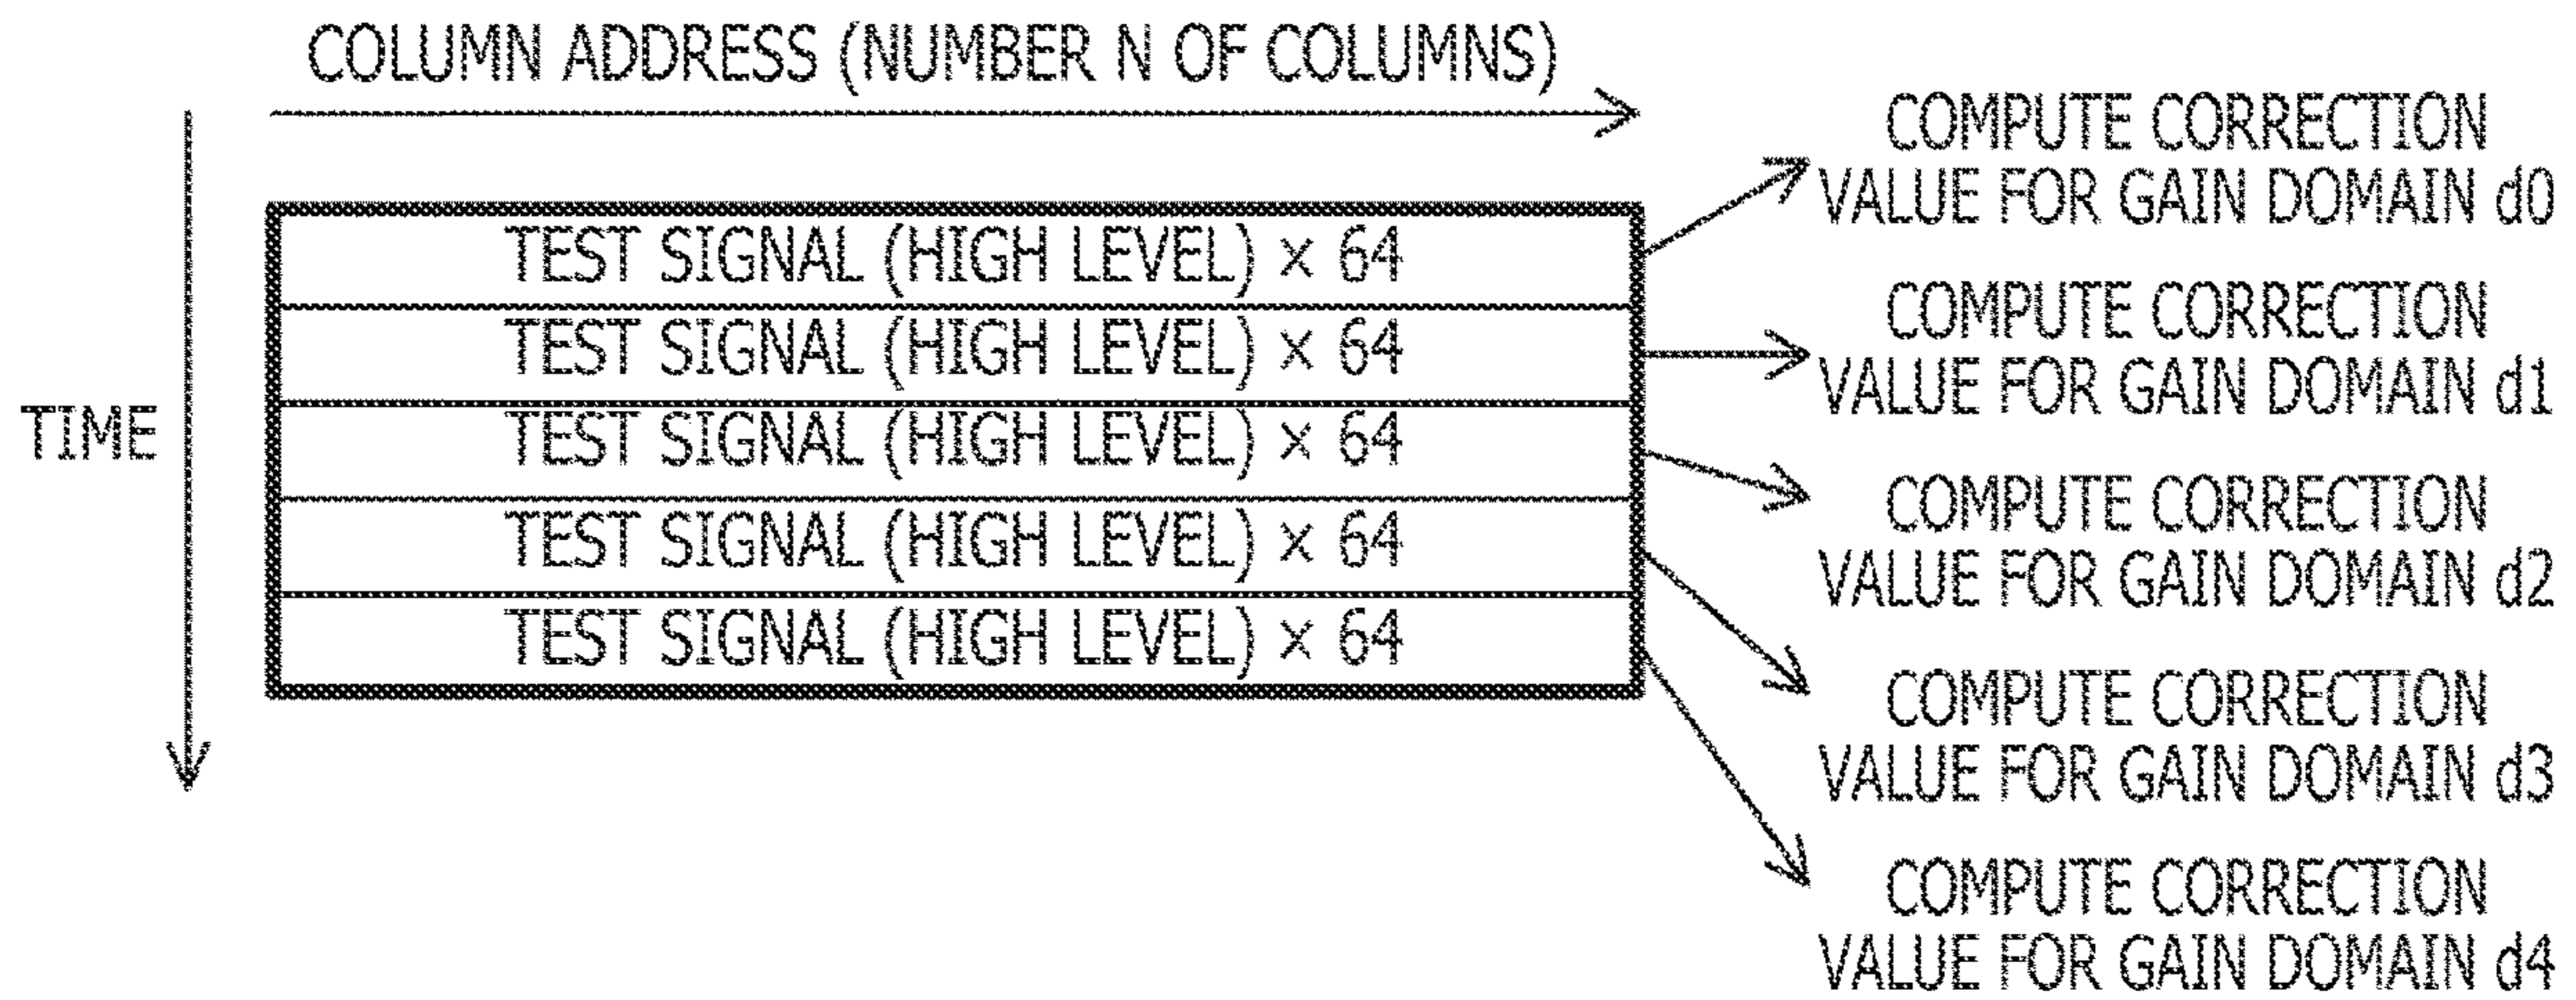 COLUMN ADDRESS (NUMBER N OF COLUMNS)
TIME
TEST SIGNAL (HIGH LEVEL) × 64
TEST SIGNAL (HIGH LEVEL) × 64
TEST SIGNAL (HIGH LEVEL) × 64
TEST SIGNAL (HIGH LEVEL) × 64
TEST SIGNAL (HIGH LEVEL) × 64
COMPUTE CORRECTION
VALUE FOR GAIN DOMAIN d0
COMPUTE CORRECTION
VALUE FOR GAIN DOMAIN d1
COMPUTE CORRECTION
VALUE FOR GAIN DOMAIN d2
COMPUTE CORRECTION
VALUE FOR GAIN DOMAIN d3
COMPUTE CORRECTION
VALUE FOR GAIN DOMAIN d4